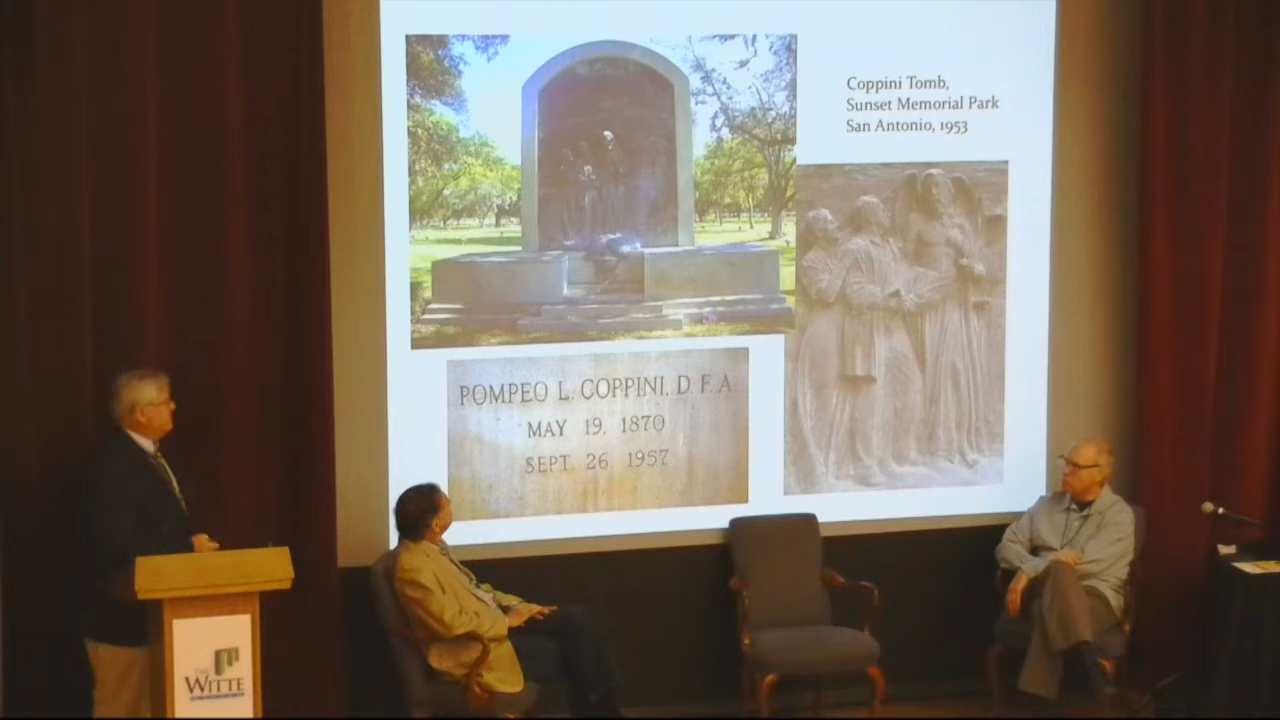 Coppini Tomb,
Sunset Memorial Park
San Antonio, 1953
POMPEO L. COPPINI, D. F. A.
MAY 19, 1870
SEPT. 26, 1957
THE
WITTE